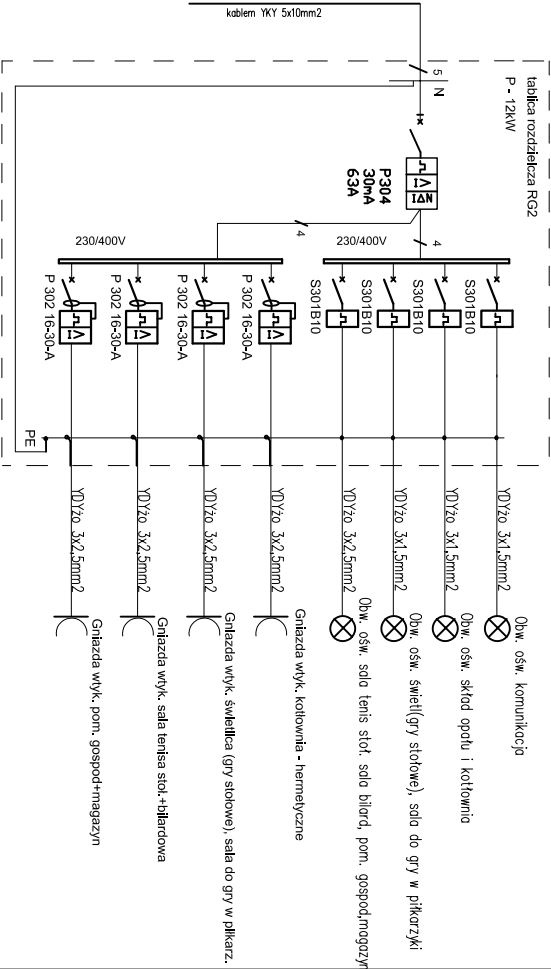 kablem YKY 5x10mm2
tablica rozdzielcza RG2
P - 12kW
5
N
P304
30mA
63A
I>
IΔN
4
4
230/400V
230/400V
S301B10
S301B10
S301B10
S301B10
P 302 16-30-A
P 302 16-30-A
P 302 16-30-A
P 302 16-30-A
I>
I>
I>
I>
PE
YDYżo 3x1,5mm2
YDYżo 3x1,5mm2
YDYżo 3x1,5mm2
YDYżo 3x2,5mm2
YDYżo 3x2,5mm2
YDYżo 3x2,5mm2
YDYżo 3x2,5mm2
YDYżo 3x2,5mm2
Obw. ośw. komunikacja
Obw. ośw. skład opału i kotłownia
Obw. ośw. świetl(gry stołowe), sala do gry w piłkarzyki
Obw. ośw. sala tenis stoł. sala bilard, pom. gospod,magazyn
Gniazda wtyk. kotłownia - hermetyczne
Gniazda wtyk. świetlica (gry stołowe), sala do gry w piłkarz.
Gniazda wtyk. sala tenisa stoł.+bilardowa
Gniazda wtyk. pom. gospod+magazyn